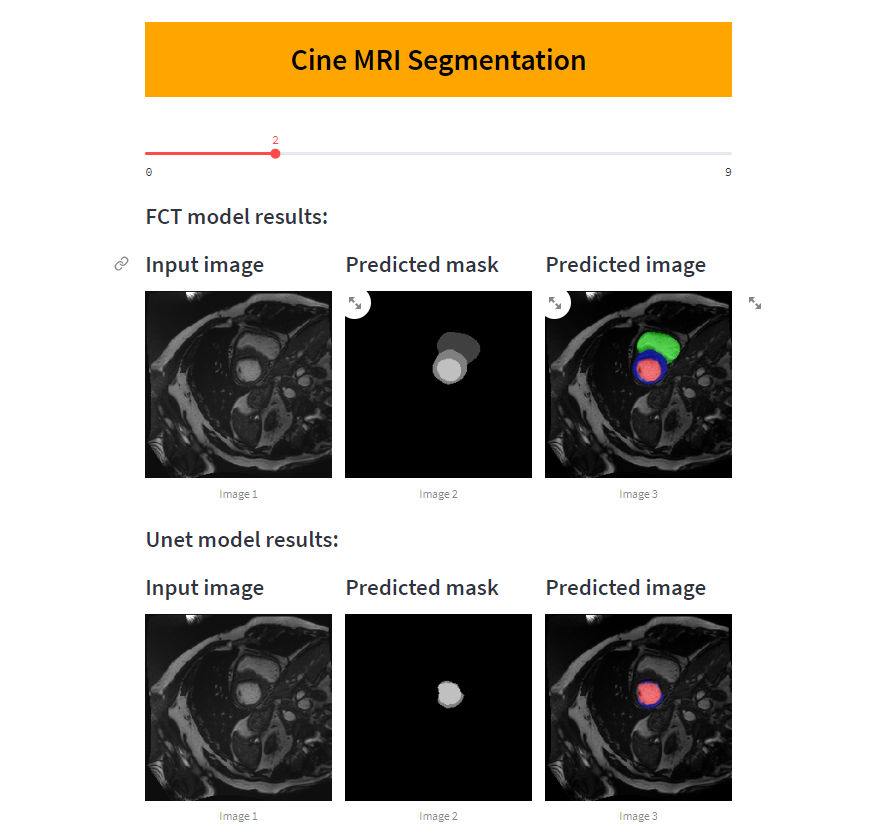 Cine MRI Segmentation
2
0 9
FCT model results:
Input image Predicted mask Predicted image
Image 1 Image 2 Image 3
Unet model results:
Input image Predicted mask Predicted image
Image 1 Image 2 Image 3